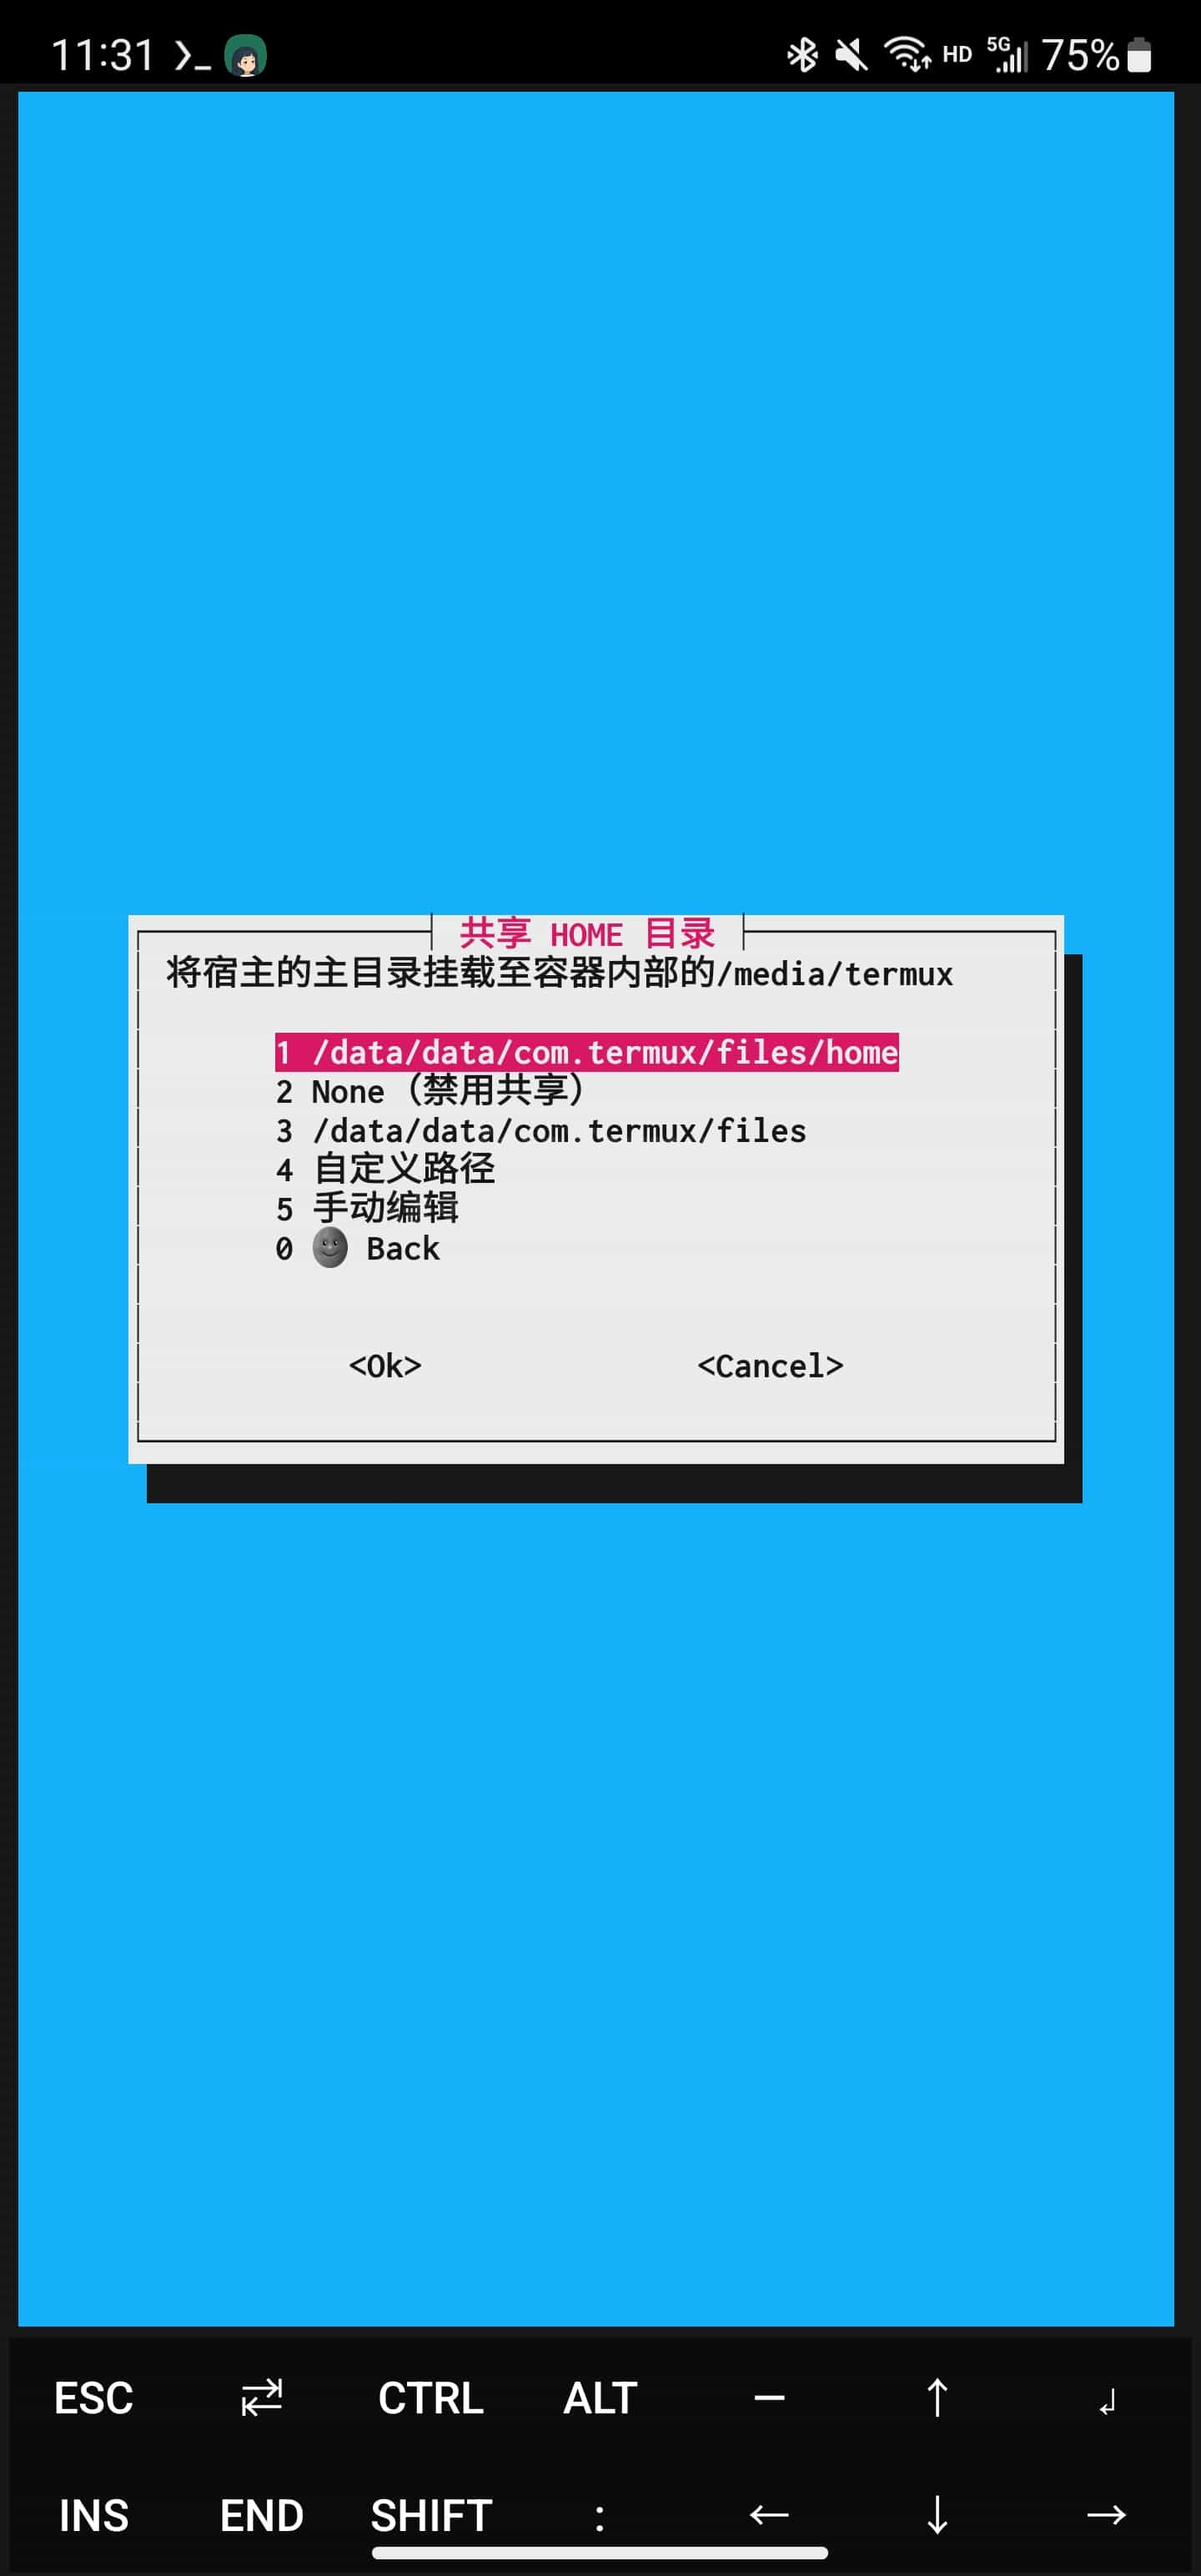 11:31
HD 5G 75%
共享 HOME 目录
将宿主的主目录挂载至容器内部的/media/termux
1 /data/data/com.termux/files/home
2 None（禁用共享）
3 /data/data/com.termux/files
4 自定义路径
5 手动编辑
0 🌚 Back
<Ok> <Cancel>
ESC ⇄ CTRL ALT ― ↑ ↲
INS END SHIFT : ← ↓ →